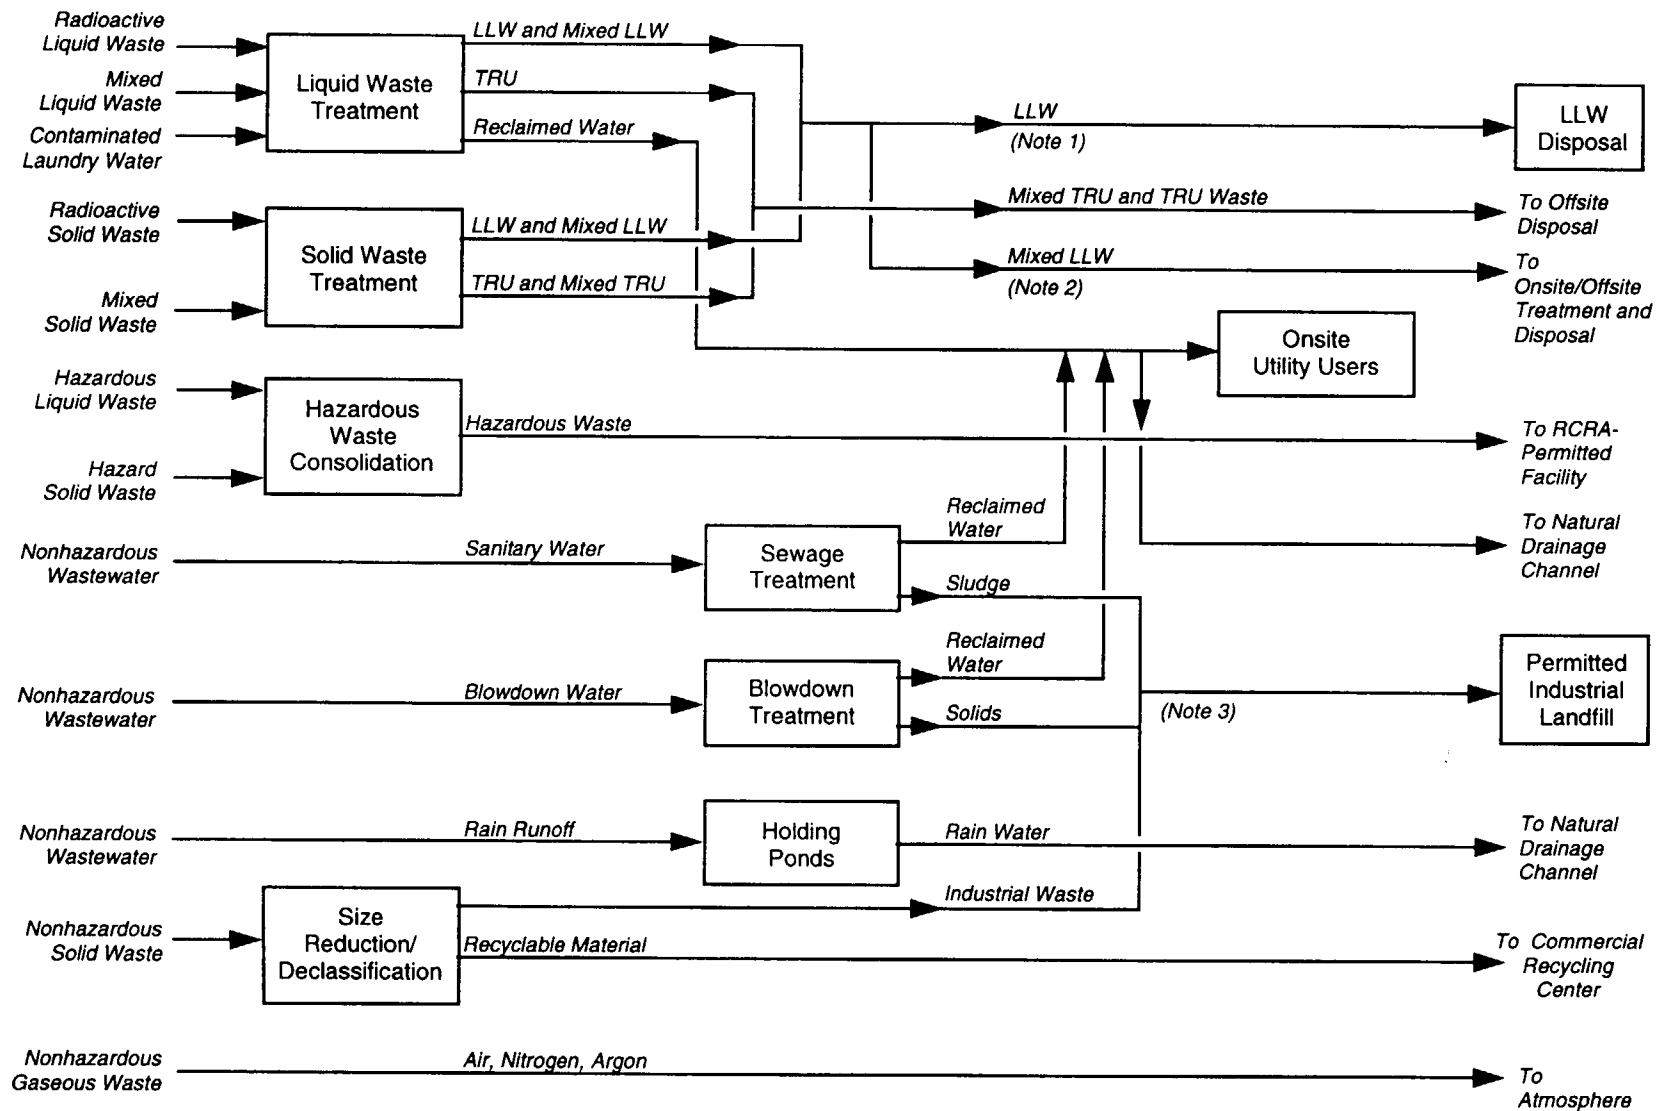 Radioactive
Liquid Waste
Mixed
Liquid Waste
Contaminated
Laundry Water
Liquid Waste
Treatment
LLW and Mixed LLW
TRU
Reclaimed Water
LLW
(Note 1)
LLW
Disposal
Radioactive
Solid Waste
Mixed
Solid Waste
Solid Waste
Treatment
LLW and Mixed LLW
TRU and Mixed TRU
Mixed TRU and TRU Waste
To Offsite
Disposal
Mixed LLW
(Note 2)
To
Onsite/Offsite
Treatment and
Disposal
Onsite
Utility Users
Hazardous
Liquid Waste
Hazard
Solid Waste
Hazardous
Waste
Consolidation
Hazardous Waste
To RCRA-
Permitted
Facility
Nonhazardous
Wastewater
Sanitary Water
Sewage
Treatment
Reclaimed
Water
Sludge
To Natural
Drainage
Channel
Nonhazardous
Wastewater
Blowdown Water
Blowdown
Treatment
Reclaimed
Water
Solids
(Note 3)
Permitted
Industrial
Landfill
Nonhazardous
Wastewater
Rain Runoff
Holding
Ponds
Rain Water
To Natural
Drainage
Channel
Nonhazardous
Solid Waste
Size
Reduction/
Declassification
Industrial Waste
Recyclable Material
To Commercial
Recycling
Center
Nonhazardous
Gaseous Waste
Air, Nitrogen, Argon
To
Atmosphere